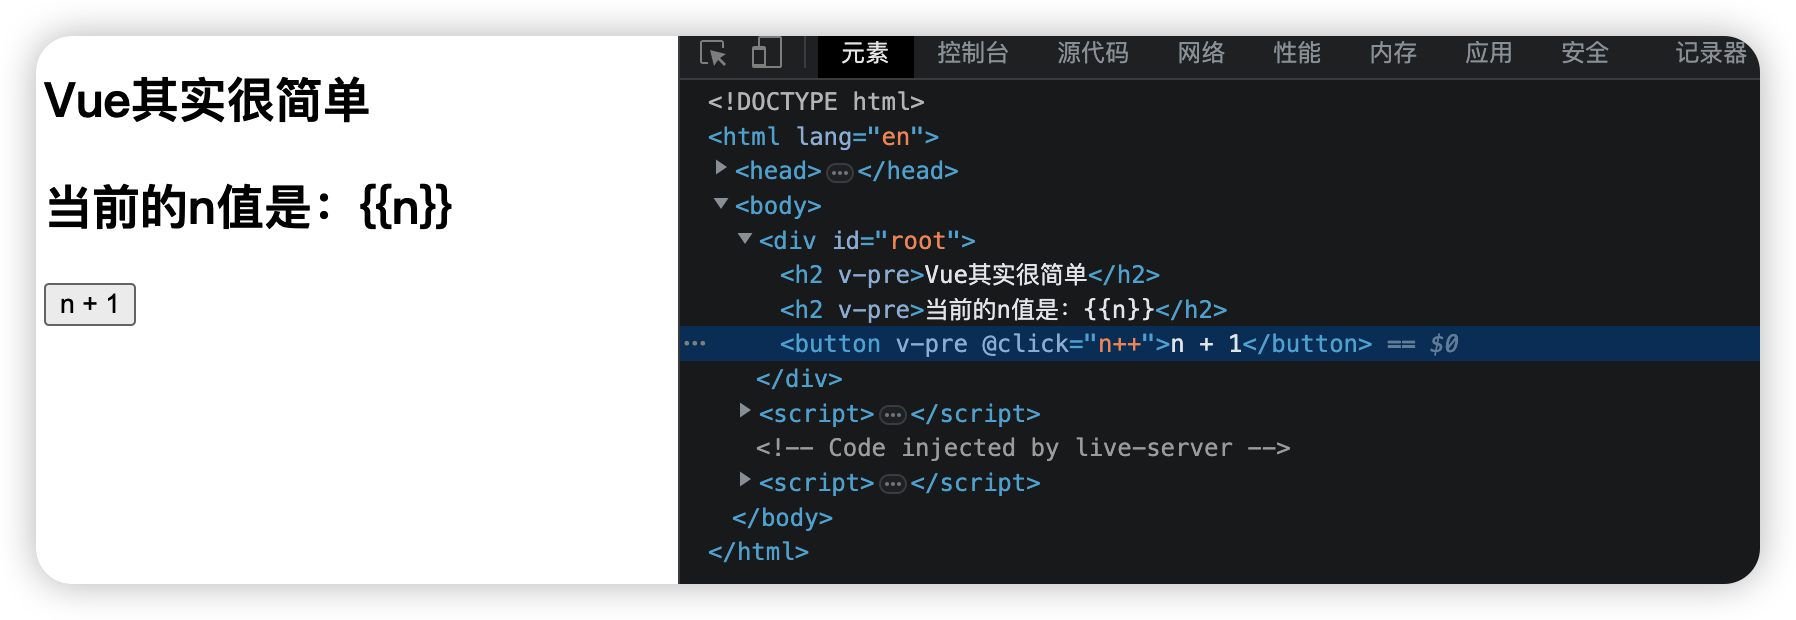 Vue其实很简单
当前的n值是：{{n}}
n + 1
元素 控制台 源代码 网络 性能 内存 应用 安全 记录器
<!DOCTYPE html>
<html lang="en">
<head>…</head>
<body>
<div id="root">
<h2 v-pre>Vue其实很简单</h2>
<h2 v-pre>当前的n值是：{{n}}</h2>
<button v-pre @click="n++">n + 1</button> == $0
</div>
<script>…</script>
<!-- Code injected by live-server -->
<script>…</script>
</body>
</html>